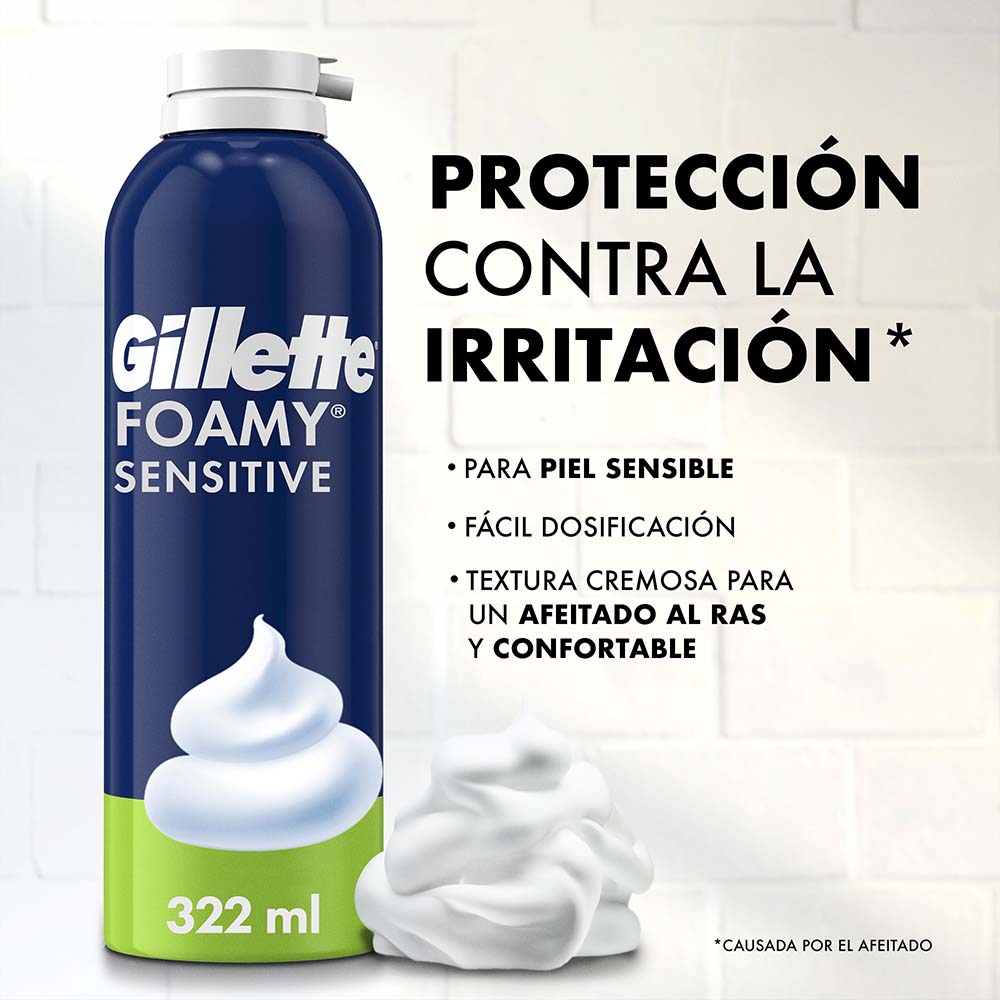 Gillette
FOAMY®
SENSITIVE
322 ml
PROTECCIÓN
CONTRA LA
IRRITACIÓN*
• PARA PIEL SENSIBLE
• FÁCIL DOSIFICACIÓN
• TEXTURA CREMOSA PARA
UN AFEITADO AL RAS
Y CONFORTABLE
*CAUSADA POR EL AFEITADO